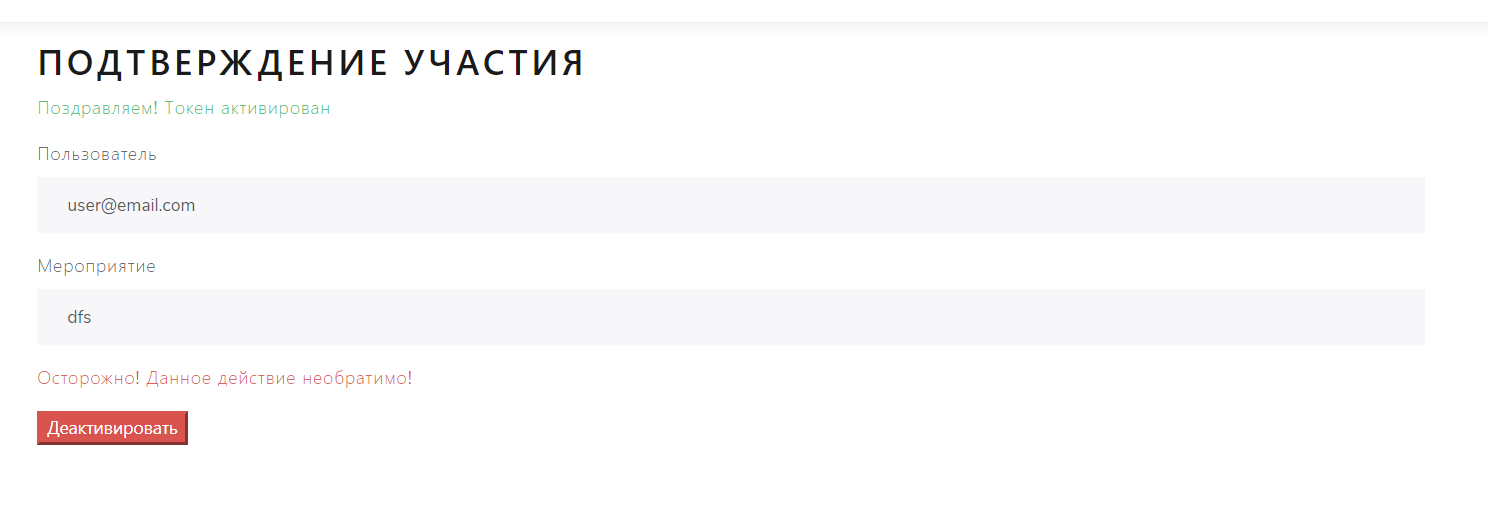 ПОДТВЕРЖДЕНИЕ УЧАСТИЯ
Поздравляем! Токен активирован
Пользователь
user@email.com
Мероприятие
dfs
Осторожно! Данное действие необратимо!
Деактивировать